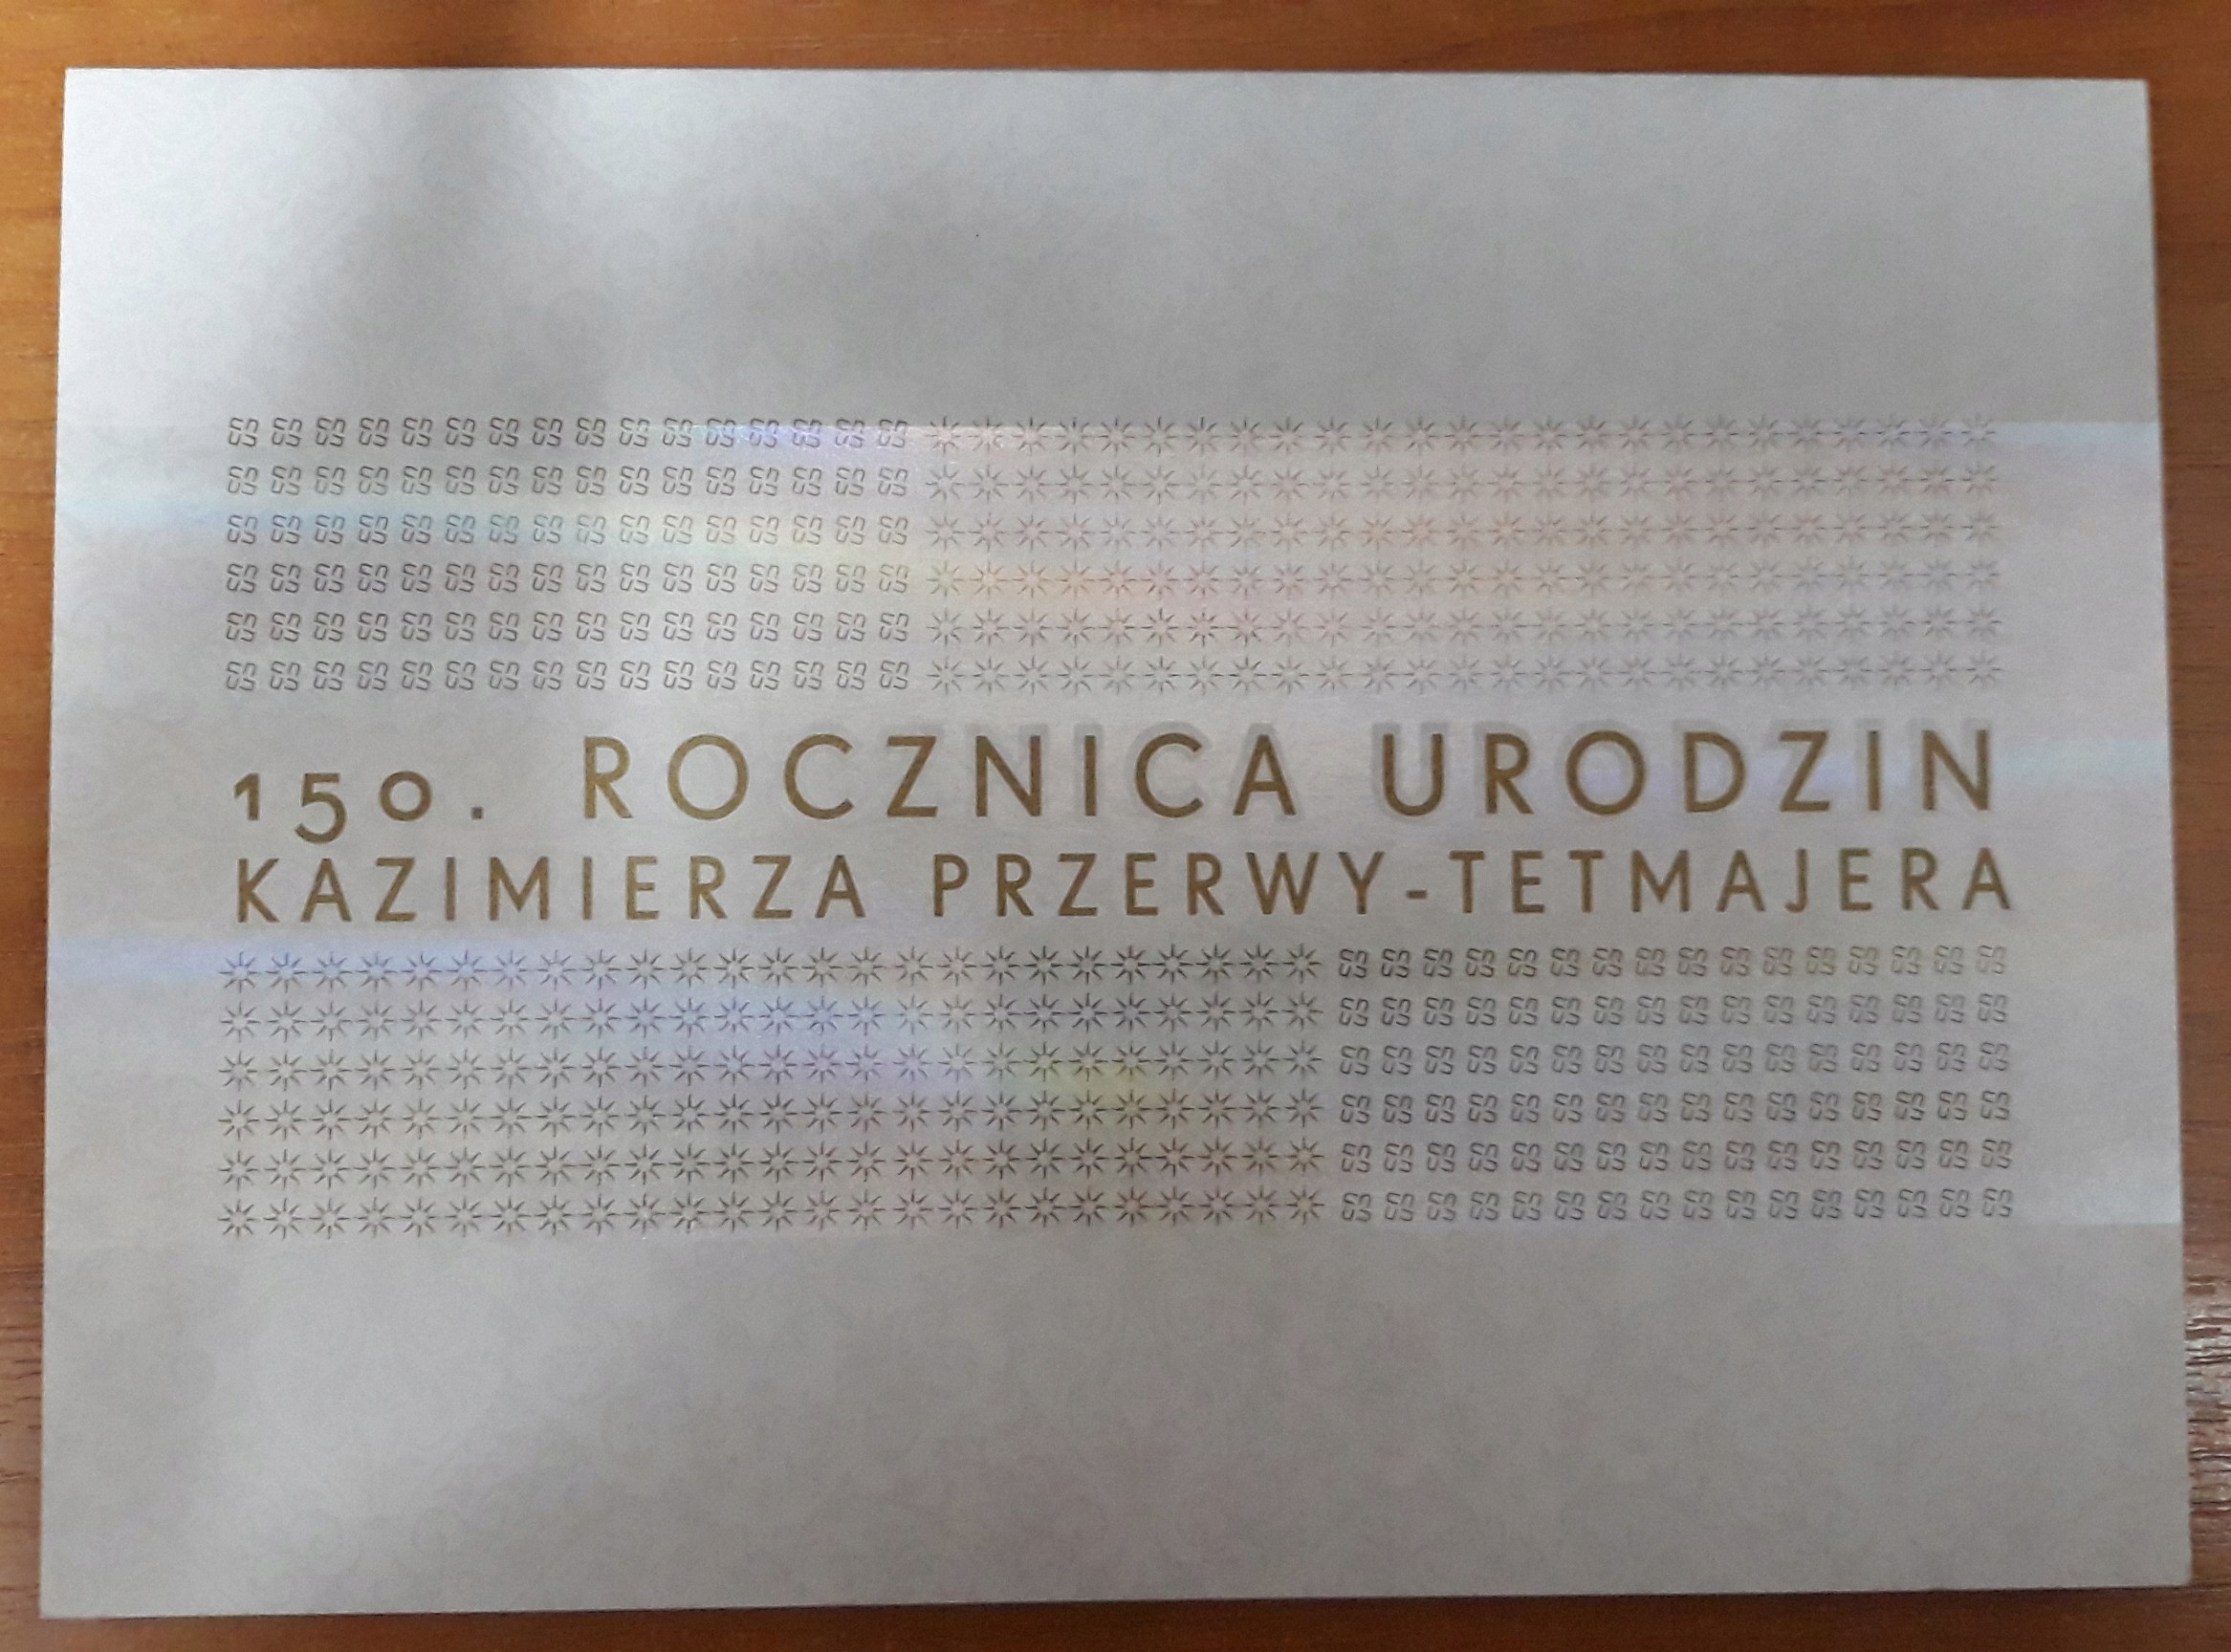 150. ROCZNICA URODZIN
KAZIMIERZA PRZERWY-TETMAJERA